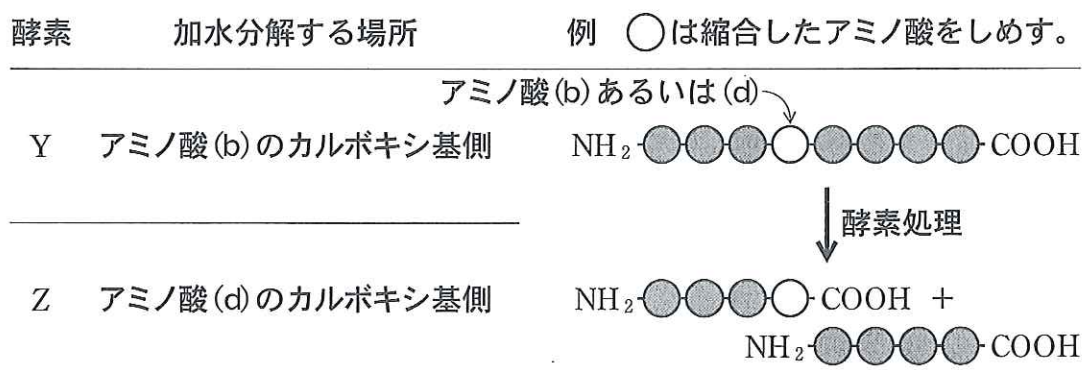 酵素 加水分解する場所 例 ○は縮合したアミノ酸をしめす。
アミノ酸(b)あるいは(d)
Y アミノ酸(b)のカルボキシ基側 NH₂ COOH
酵素処理
Z アミノ酸(d)のカルボキシ基側 NH₂ COOH +
NH₂ COOH